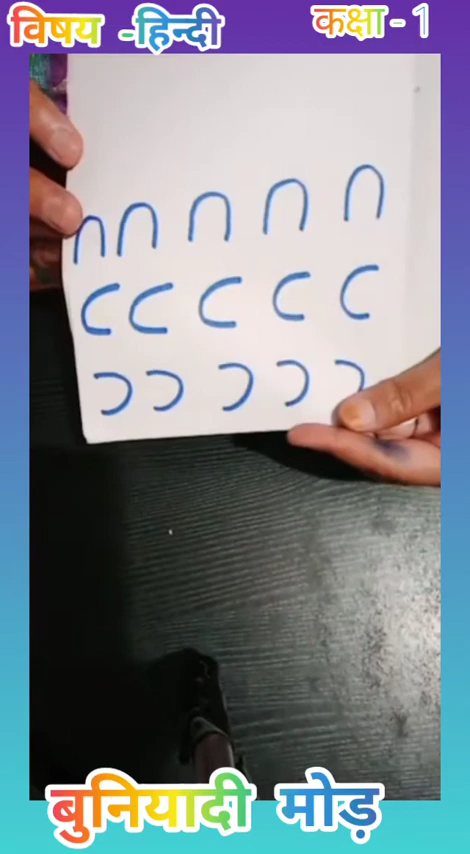 विषय -हिन्दी कक्षा-1
∩ ∩ ∩ ∩ ∩
⊂ ⊂ ⊂ ⊂ ⊂
⊃ ⊃ ⊃ ⊃ ⊃
बुनियादी मोड़